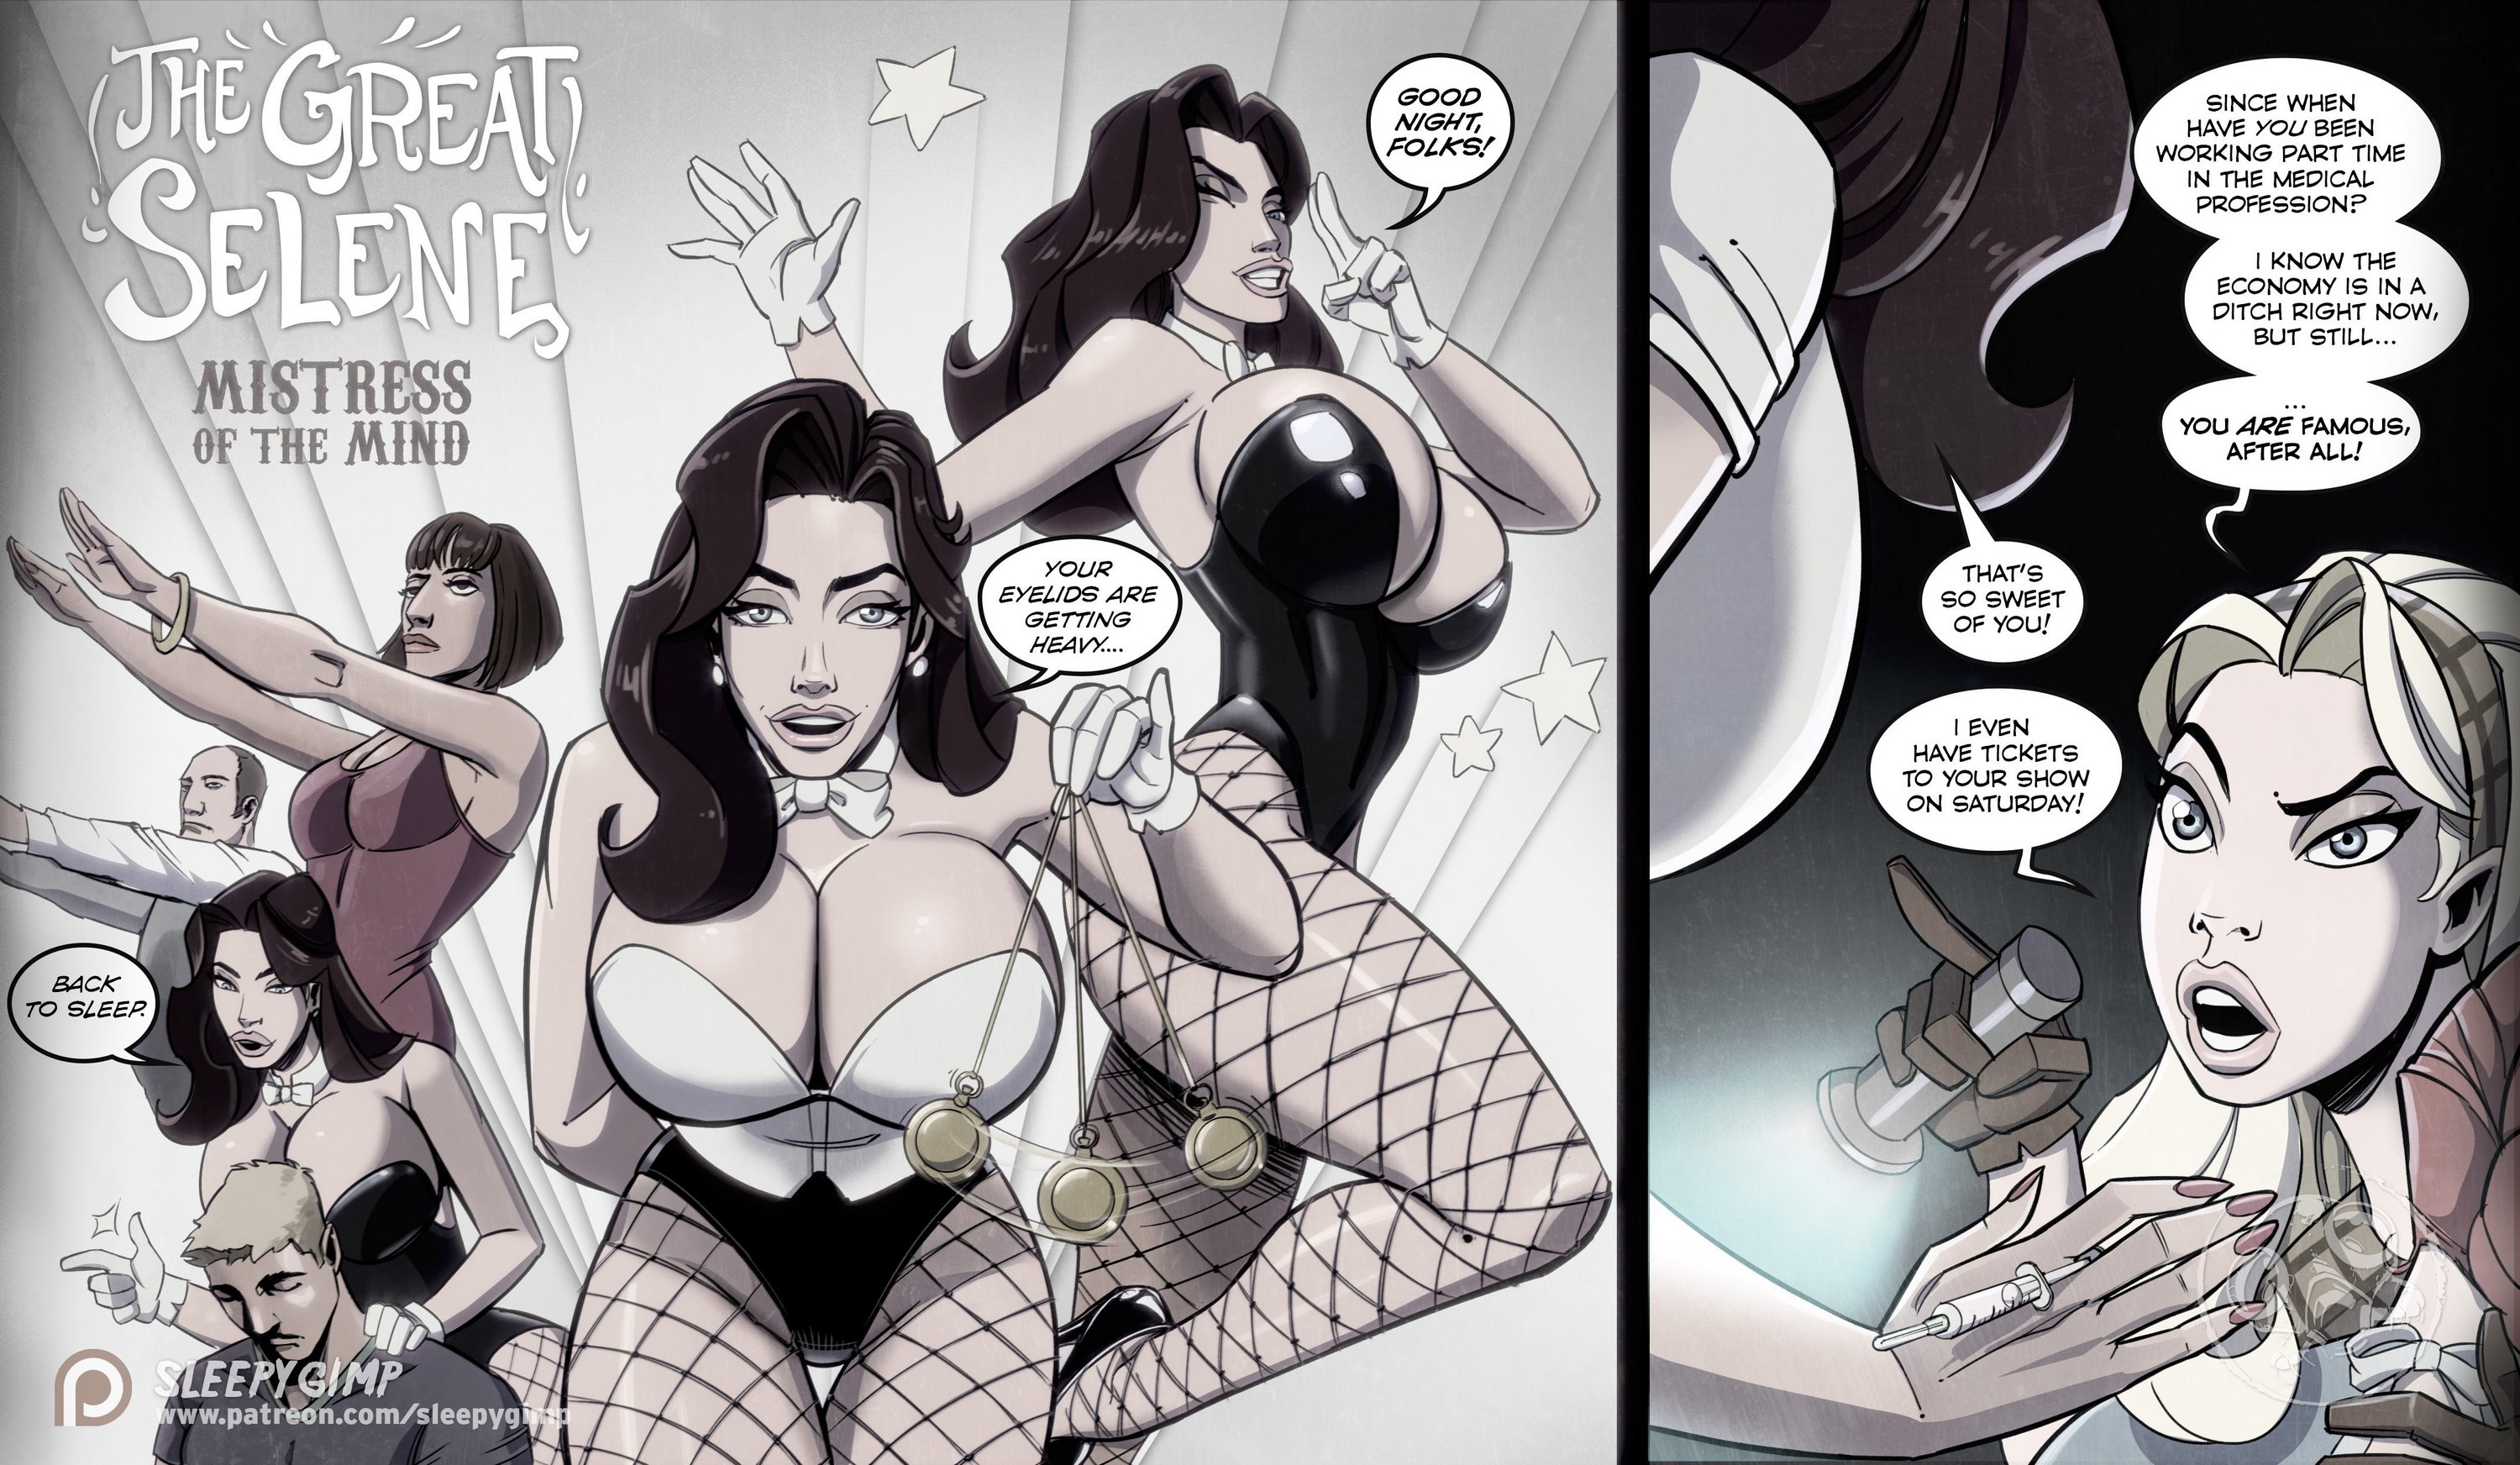 THE GREAT
SELENE
MISTRESS
OF THE MIND
GOOD
NIGHT,
FOLKS!
YOUR
EYELIDS ARE
GETTING
HEAVY....
BACK
TO SLEEP.
SLEEPYGIMP
www.patreon.com/sleepygimp
SINCE WHEN
HAVE YOU BEEN
WORKING PART TIME
IN THE MEDICAL
PROFESSION?
I KNOW THE
ECONOMY IS IN A
DITCH RIGHT NOW,
BUT STILL...
...
YOU ARE FAMOUS,
AFTER ALL!
THAT'S
SO SWEET
OF YOU!
I EVEN
HAVE TICKETS
TO YOUR SHOW
ON SATURDAY!